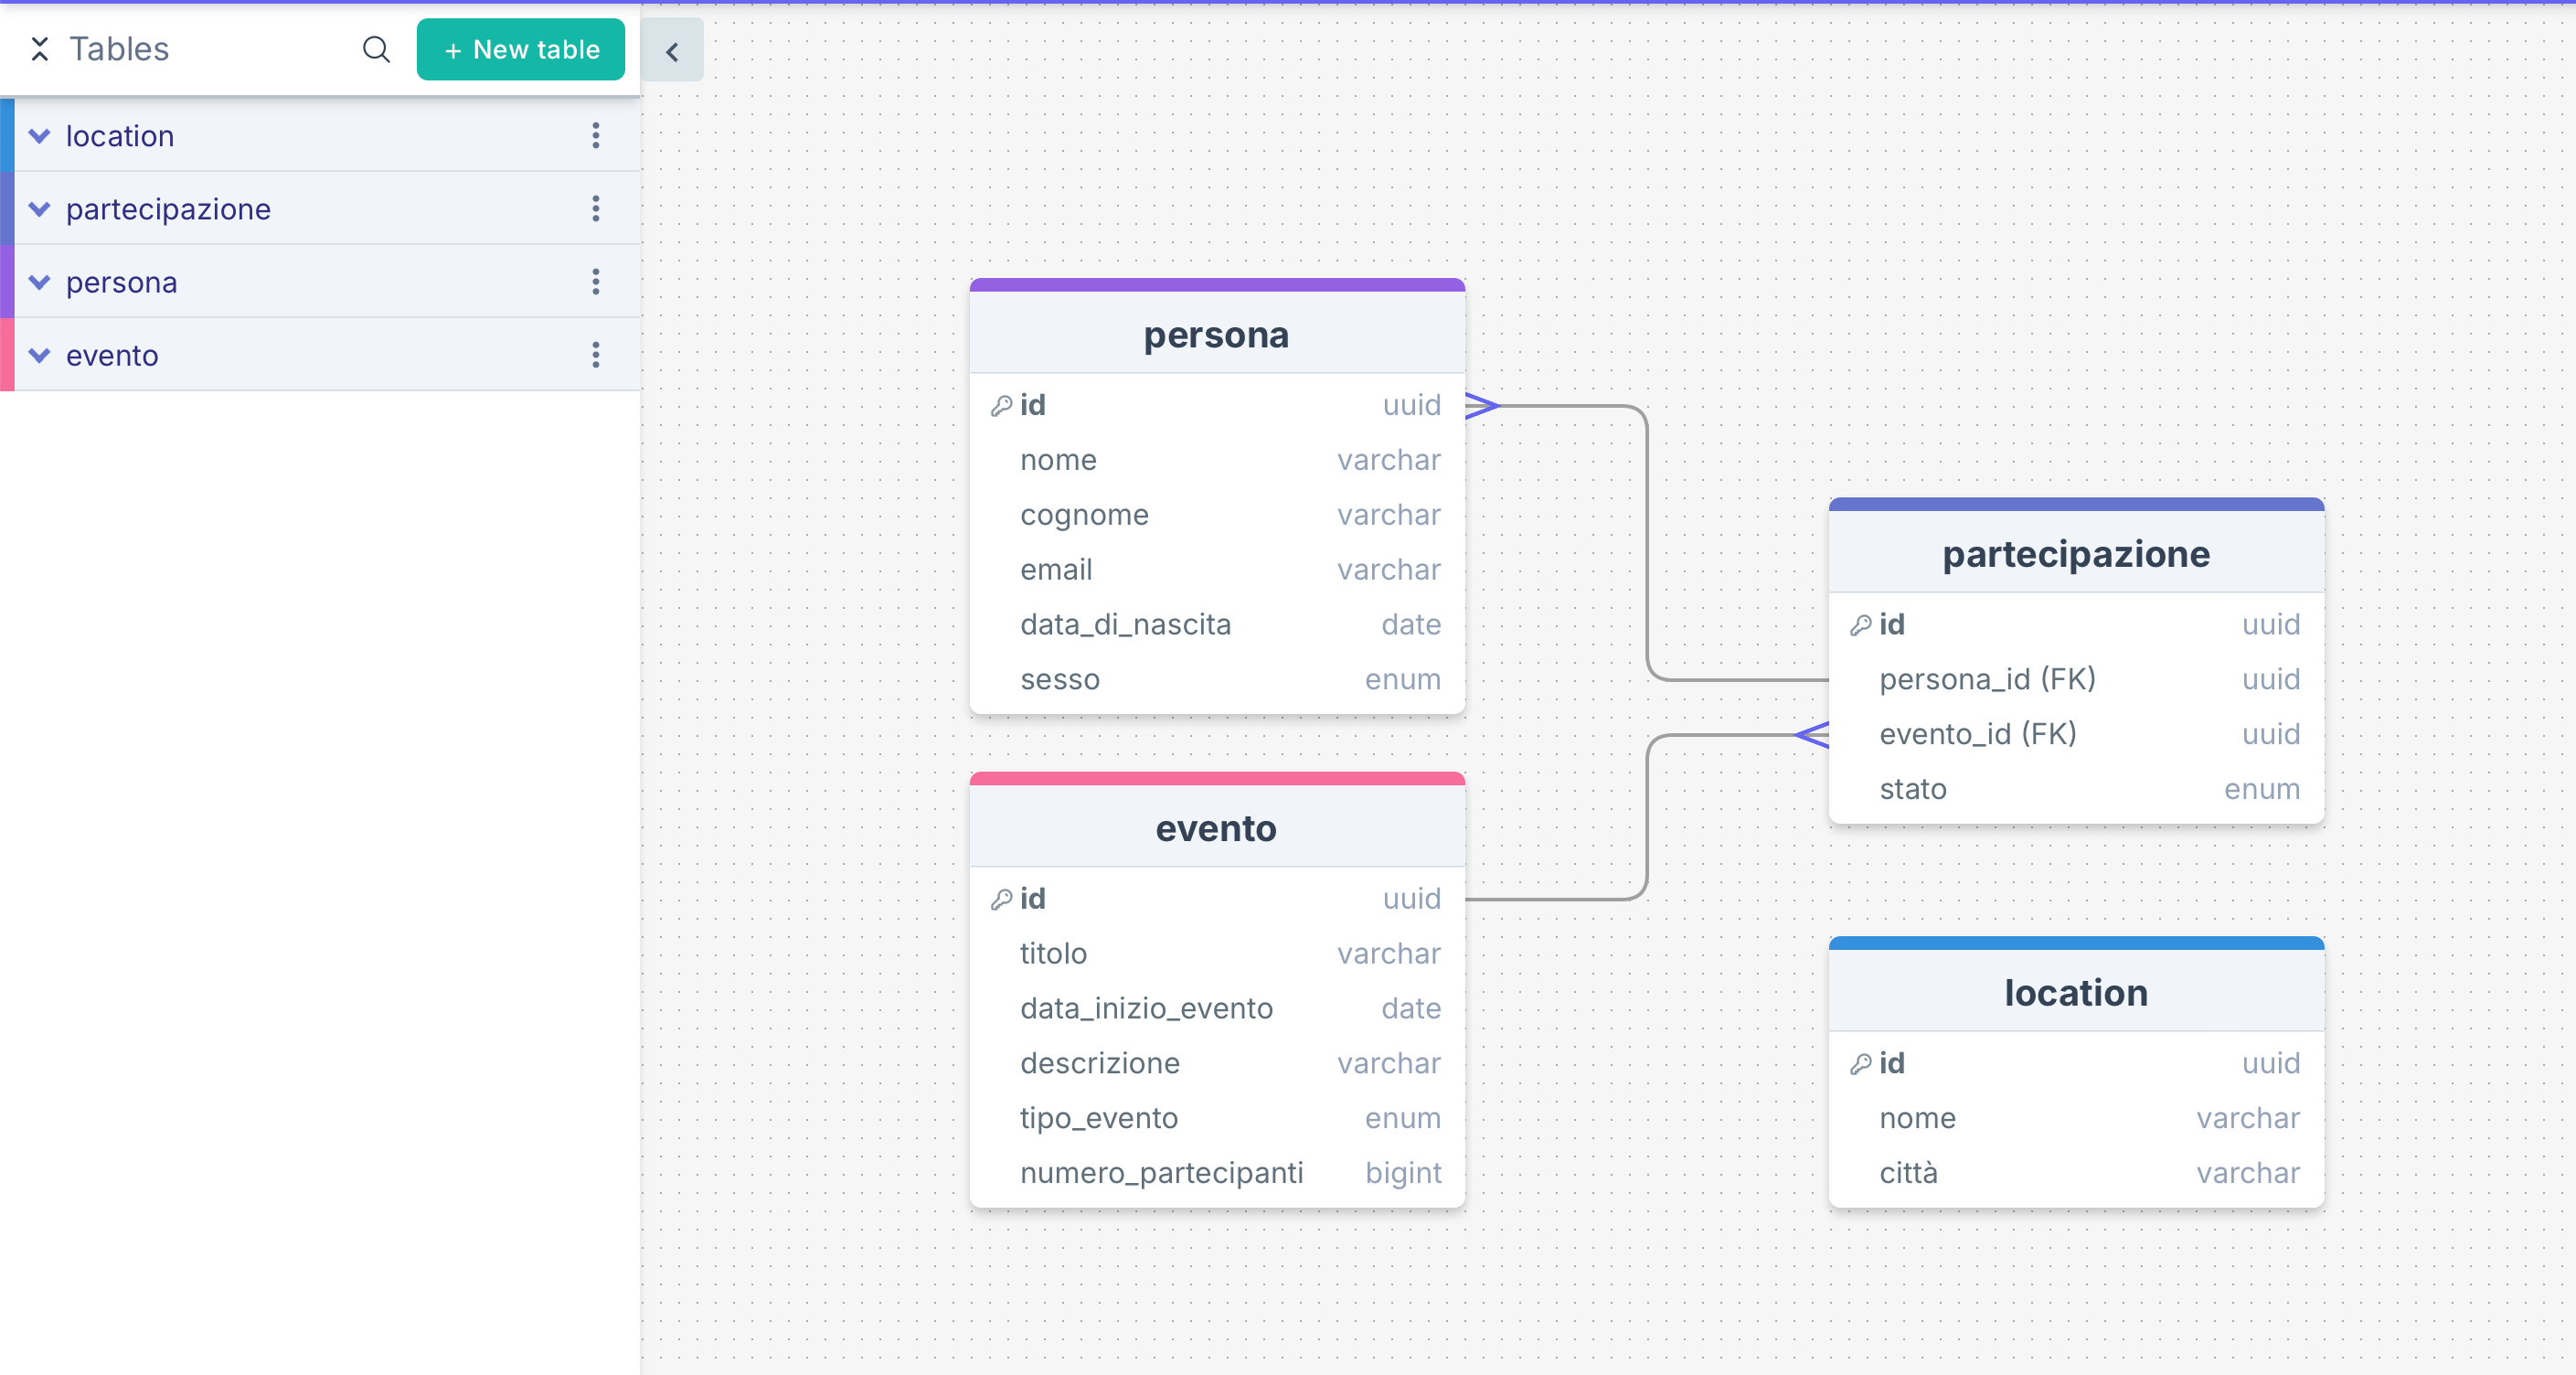 Tables
+ New table
location
partecipazione
persona
evento
persona
id uuid
nome varchar
cognome varchar
email varchar
data_di_nascita date
sesso enum
partecipazione
id uuid
persona_id (FK) uuid
evento_id (FK) uuid
stato enum
evento
id uuid
titolo varchar
data_inizio_evento date
descrizione varchar
tipo_evento enum
numero_partecipanti bigint
location
id uuid
nome varchar
città varchar